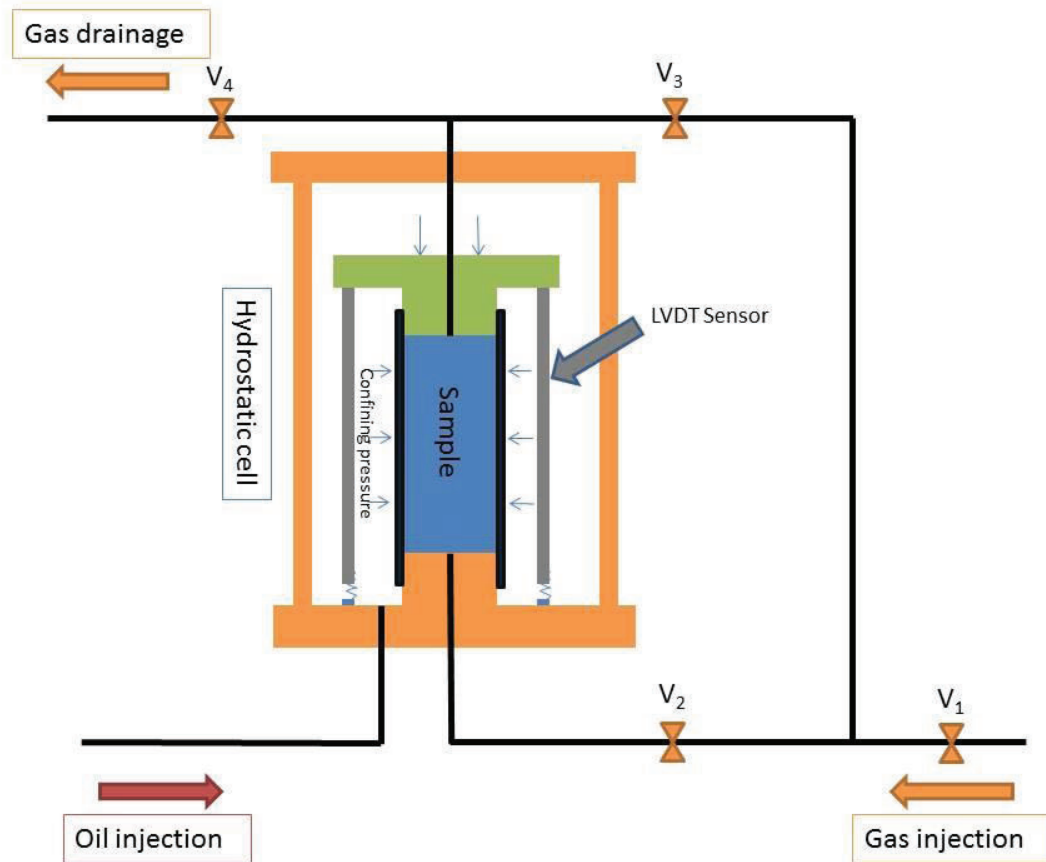 Gas drainage
V₄
V₃
Hydrostatic cell
LVDT Sensor
Confining pressure
Sample
V₂
V₁
Oil injection
Gas injection